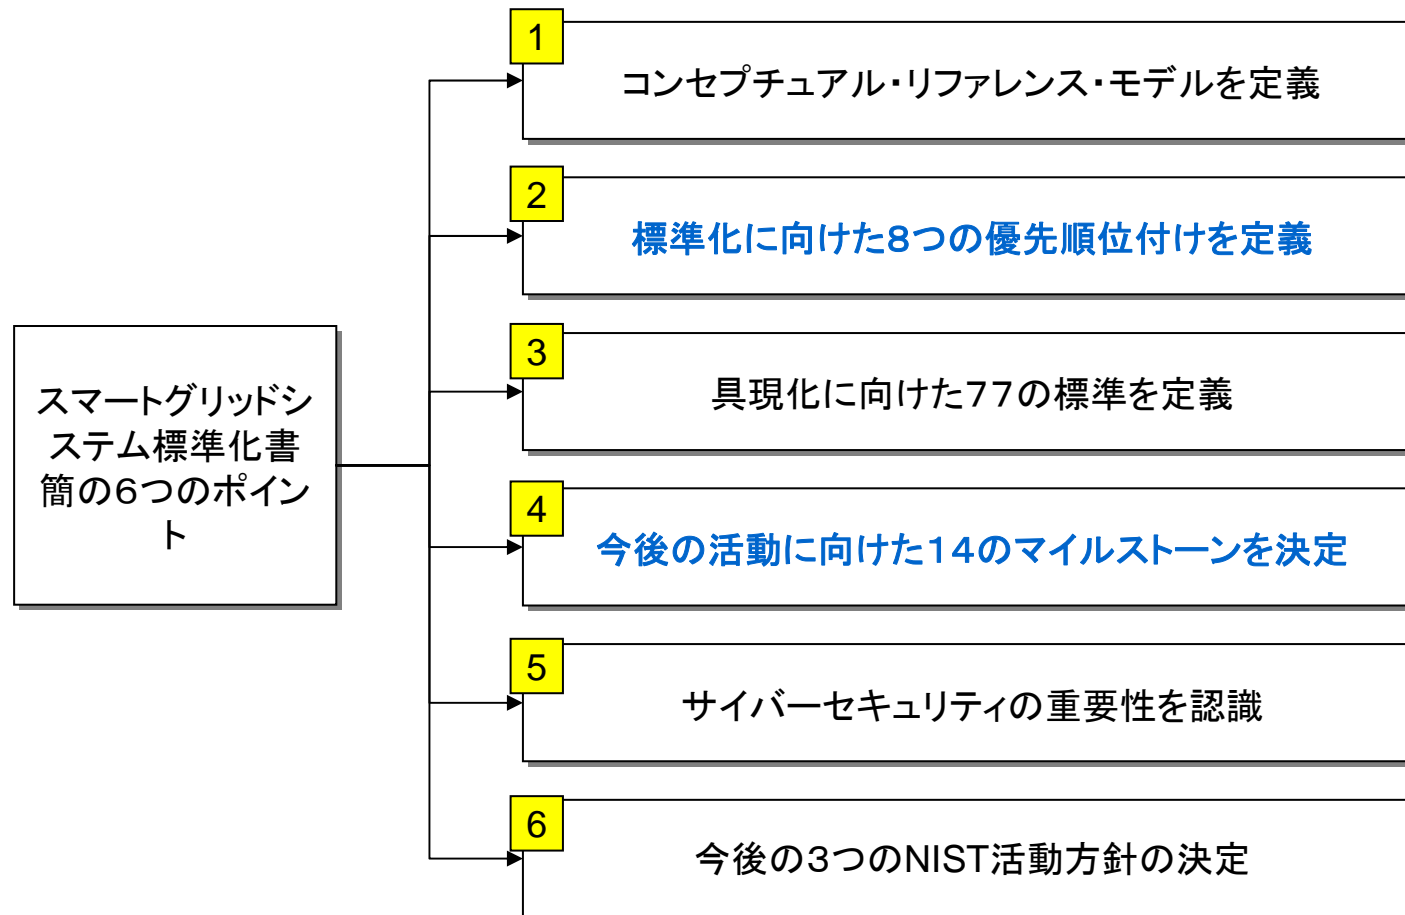 1
コンセプチュアル・リファレンス・モデルを定義
2
標準化に向けた8つの優先順位付けを定義
3
具現化に向けた77の標準を定義
スマートグリッドシ
ステム標準化書
簡の6つのポイン
ト
4
今後の活動に向けた14のマイルストーンを決定
5
サイバーセキュリティの重要性を認識
6
今後の3つのNIST活動方針の決定